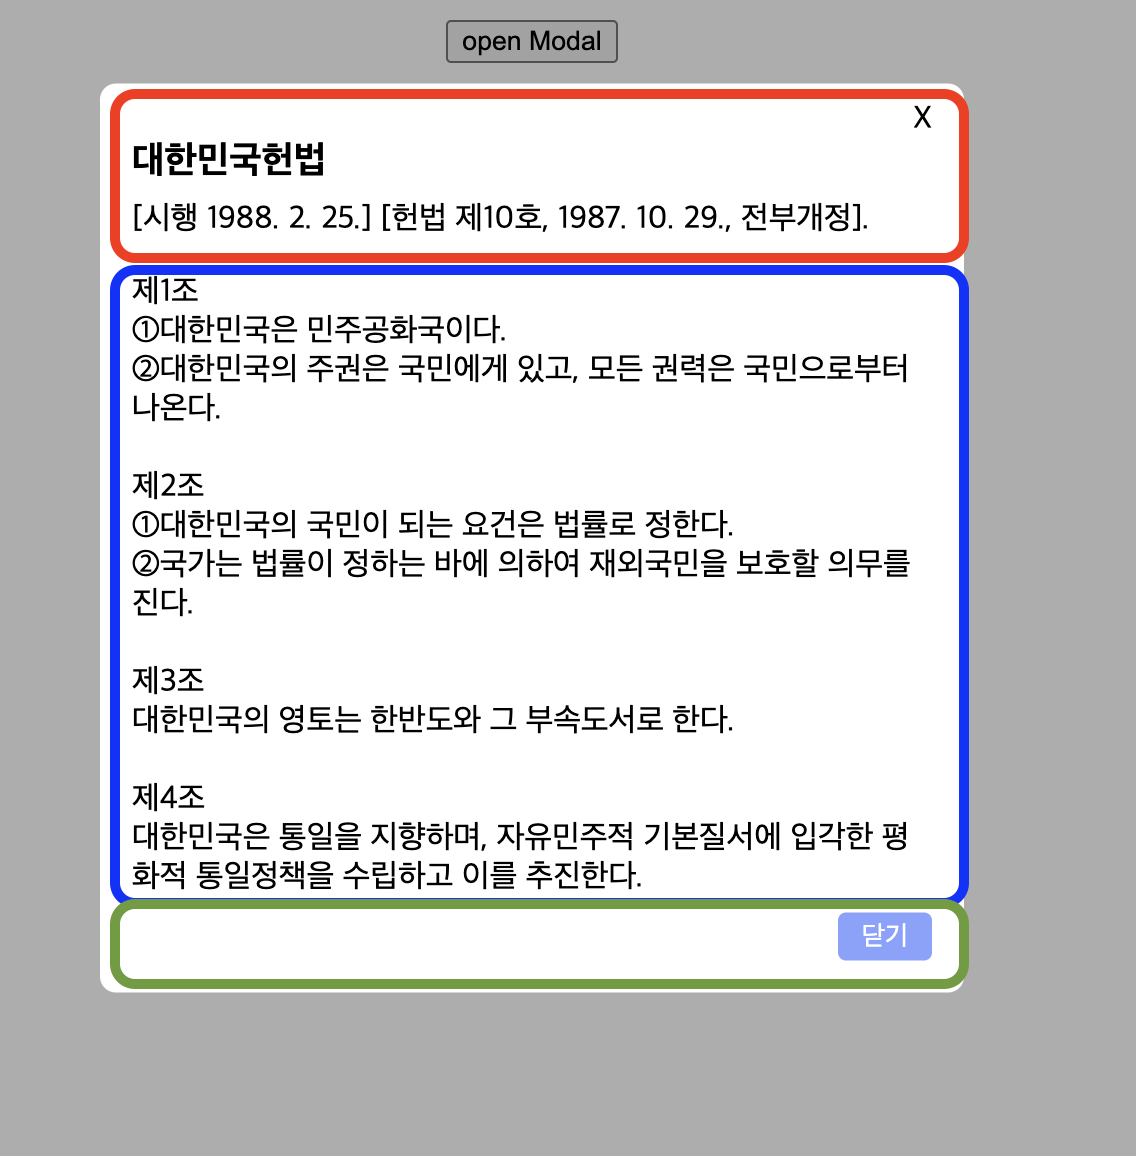 open Modal
X
대한민국헌법
[시행 1988. 2. 25.] [헌법 제10호, 1987. 10. 29., 전부개정].
제1조
①대한민국은 민주공화국이다.
②대한민국의 주권은 국민에게 있고, 모든 권력은 국민으로부터
나온다.
제2조
①대한민국의 국민이 되는 요건은 법률로 정한다.
②국가는 법률이 정하는 바에 의하여 재외국민을 보호할 의무를
진다.
제3조
대한민국의 영토는 한반도와 그 부속도서로 한다.
제4조
대한민국은 통일을 지향하며, 자유민주적 기본질서에 입각한 평
화적 통일정책을 수립하고 이를 추진한다.
닫기